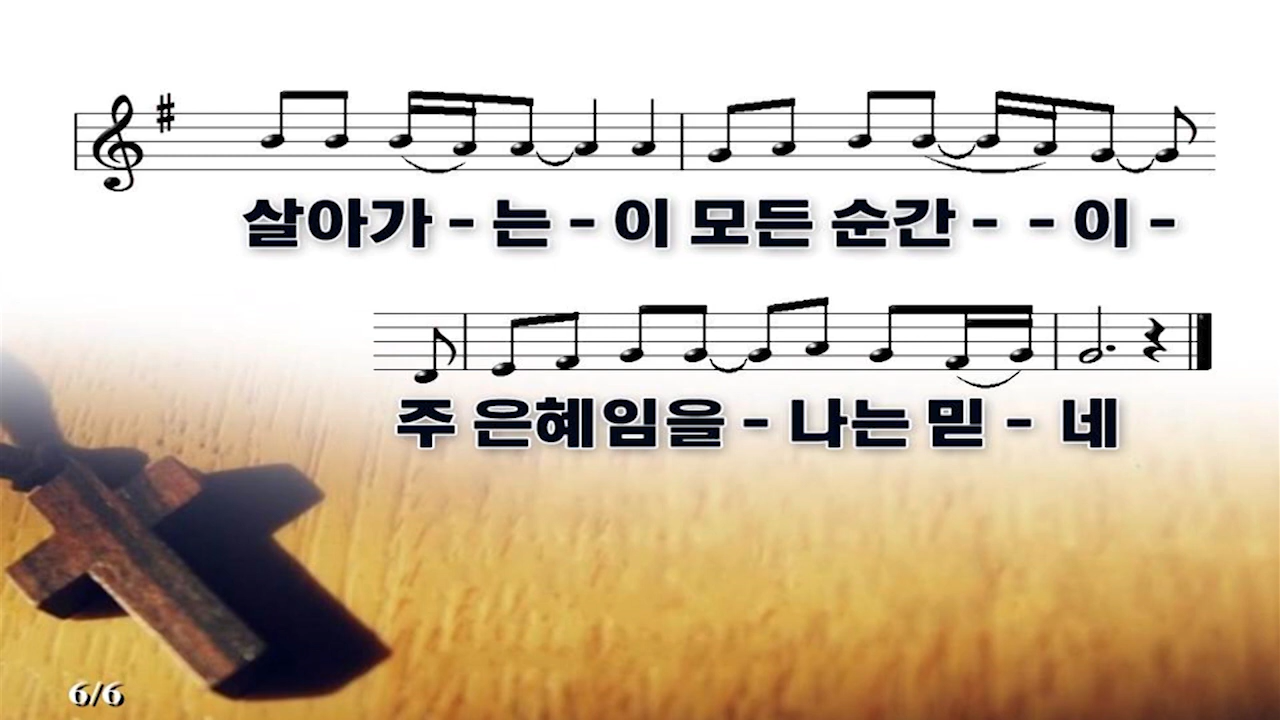 살아가 - 는 - 이 모든 순간 - - 이 -
주 은혜임을 - 나는 믿 - 네
6/6